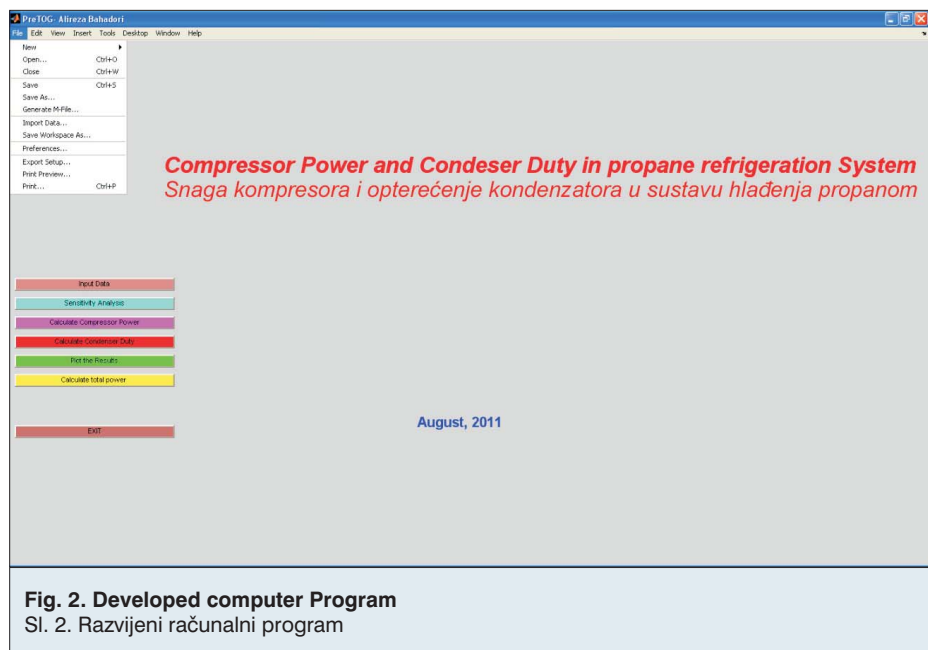 PreTOG- Alireza Bahadori
File Edit View Insert Tools Desktop Window Help
New
Open... Ctrl+O
Close Ctrl+W
Save Ctrl+S
Save As...
Generate M-File...
Import Data...
Save Workspace As...
Preferences...
Export Setup...
Print Preview...
Print... Ctrl+P
Compressor Power and Condeser Duty in propane refrigeration System
Snaga kompresora i opterećenje kondenzatora u sustavu hlađenja propanom
Input Data
Sensitivity Analysis
Calculate Compressor Power
Calculate Condenser Duty
Plot the Results
Calculate total power
EXIT
August, 2011
Fig. 2. Developed computer Program
Sl. 2. Razvijeni računalni program